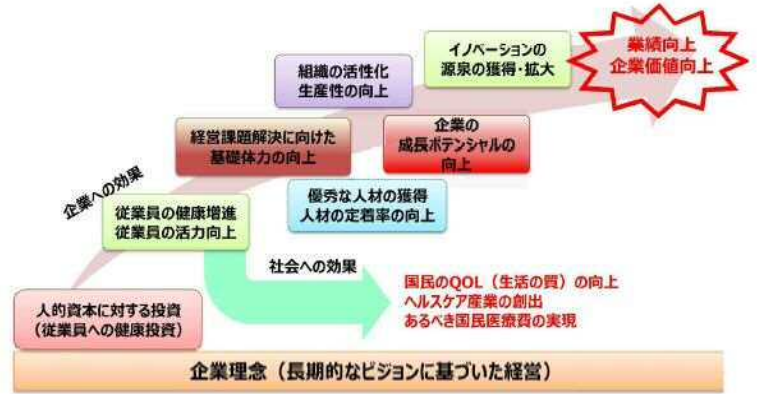 イノベーションの
源泉の獲得・拡大
業績向上
企業価値向上
組織の活性化
生産性の向上
経営課題解決に向けた
基礎体力の向上
企業の
成長ポテンシャルの
向上
企業への効果
従業員の健康増進
従業員の活力向上
優秀な人材の獲得
人材の定着率の向上
社会への効果
国民のQOL（生活の質）の向上
ヘルスケア産業の創出
あるべき国民医療費の実現
人的資本に対する投資
（従業員への健康投資）
企業理念（長期的なビジョンに基づいた経営）